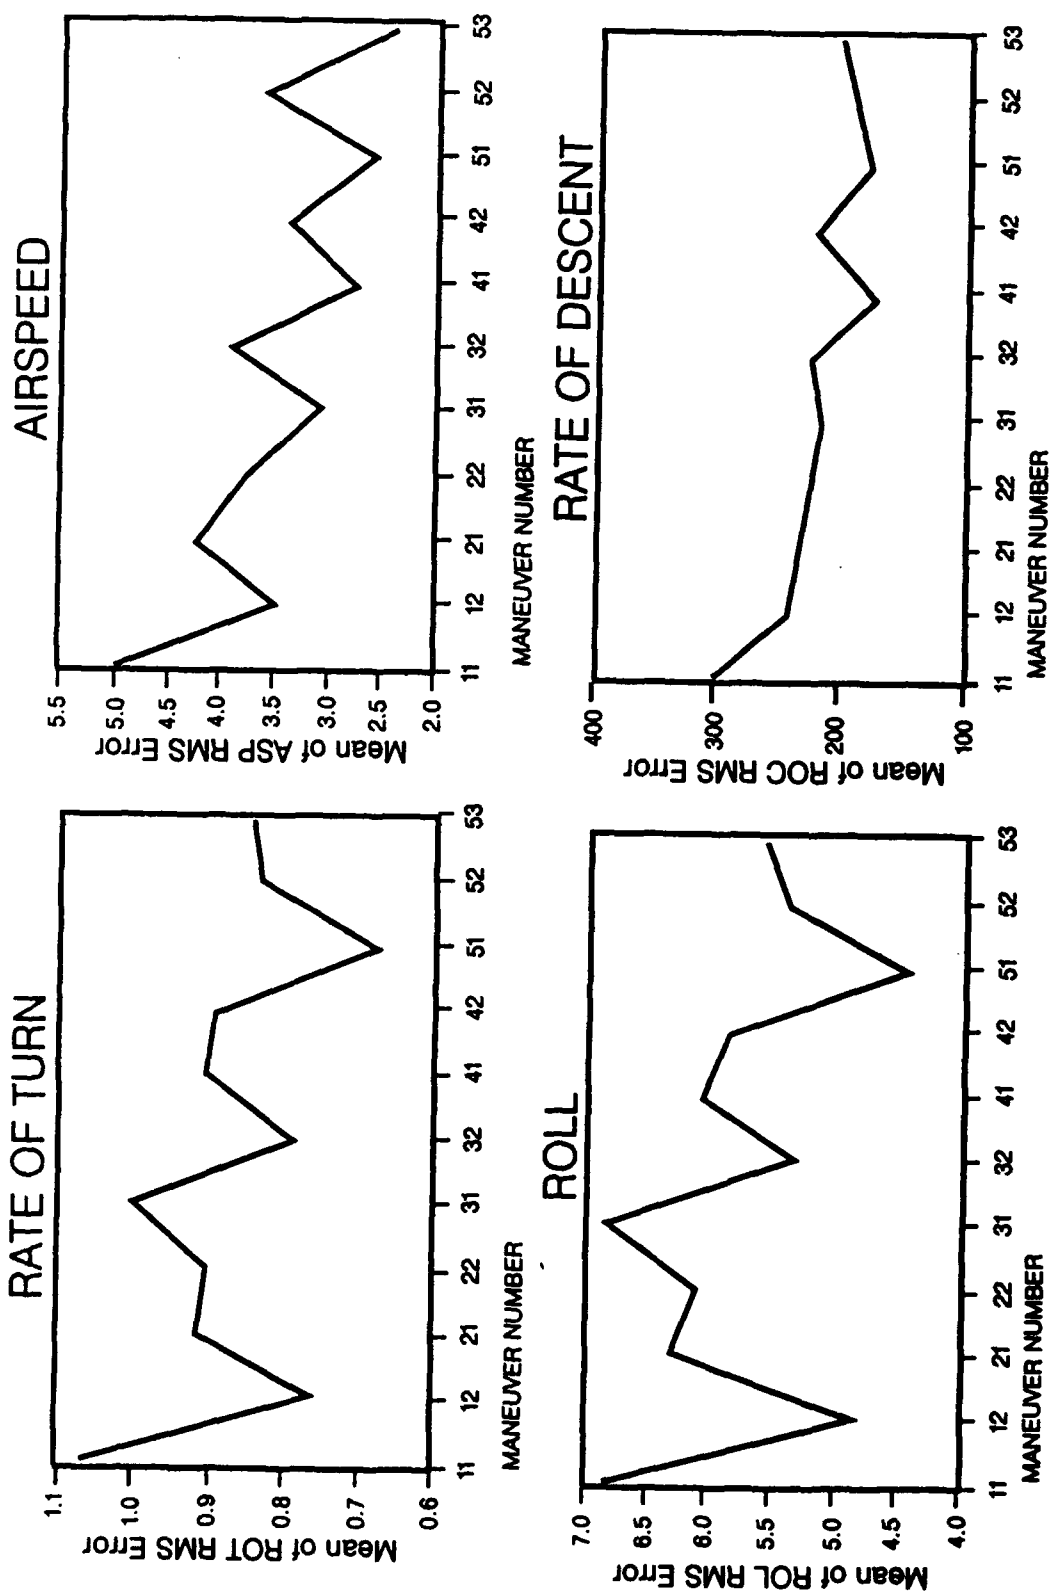 RATE OF TURN
Mean of ROT RMS Error
1.1
1.0
0.9
0.8
0.7
0.6
11 12 21 22 31 32 41 42 51 52 53
MANEUVER NUMBER
AIRSPEED
Mean of ASP RMS Error
5.5
5.0
4.5
4.0
3.5
3.0
2.5
2.0
11 12 21 22 31 32 41 42 51 52 53
MANEUVER NUMBER
ROLL
Mean of ROL RMS Error
7.0
6.5
6.0
5.5
5.0
4.5
4.0
11 12 21 22 31 32 41 42 51 52 53
MANEUVER NUMBER
RATE OF DESCENT
Mean of ROC RMS Error
400
300
200
100
11 12 21 22 31 32 41 42 51 52 53
MANEUVER NUMBER